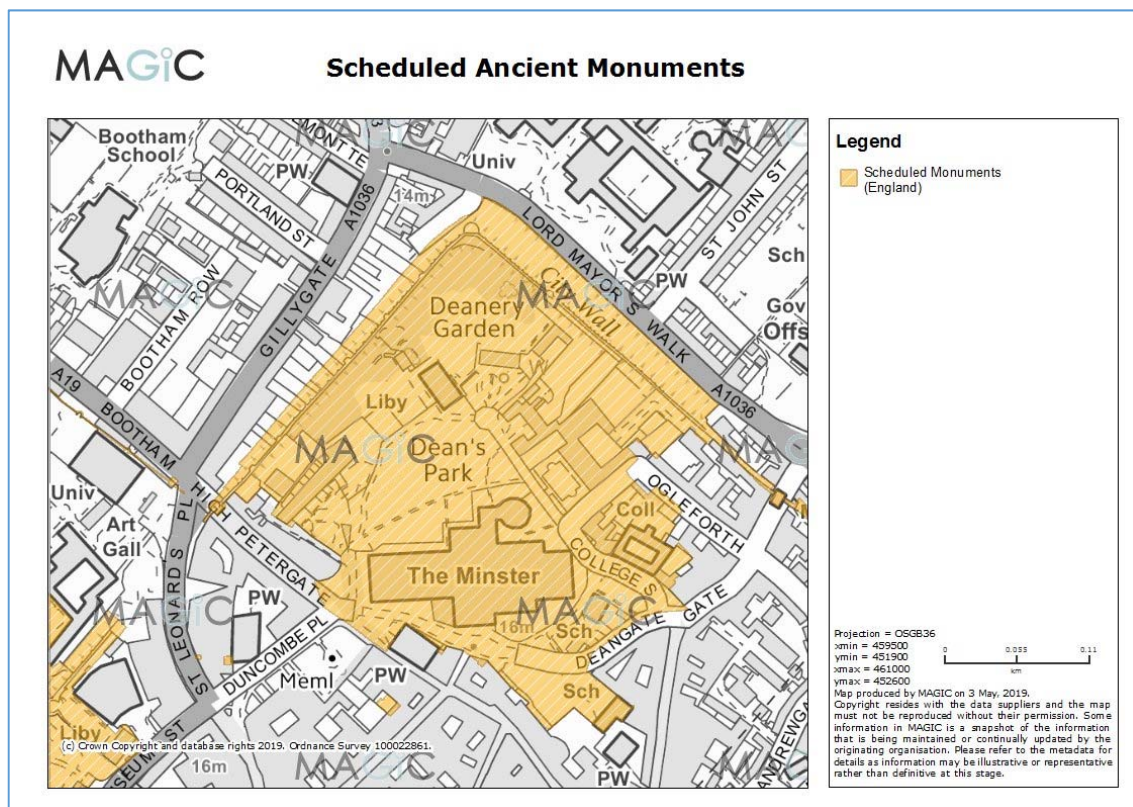 MAGiC
Scheduled Ancient Monuments
Bootham
School
PW
Univ
14m
PORTLAND ST
A1036
LORD MAYOR'S WALK
ST JOHN ST
Sch
PW
Gov
Offs
BOOTHAM ROW
GILLYGATE
City Wall
Deanery
Garden
A19
BOOTHAM
Liby
Dean's
Park
A1036
Univ
Art
Gall
HIGH PETERGATE
OGLEFORTH
Coll
COLLEGE S
The Minster
ST LEONARD'S PL
PW
DUNCOMBE PL
Meml
PW
16m
Sch
DEANGATE
GATE
Sch
PW
Liby
16m
MAGiC
MAGiC
MAGiC
MAGiC
MAGiC
MAGiC
(c) Crown Copyright and database rights 2019. Ordnance Survey 100022861.
Legend
Scheduled Monuments
(England)
Projection = OSGB36
xmin = 459500
ymin = 451900
xmax = 461000
ymax = 452600
0 0.055 0.11
km
Map produced by MAGIC on 3 May, 2019.
Copyright resides with the data suppliers and the map
must not be reproduced without their permission. Some
information in MAGIC is a snapshot of the information
that is being maintained or continually updated by the
originating organisation. Please refer to the metadata for
details as information may be illustrative or representative
rather than definitive at this stage.